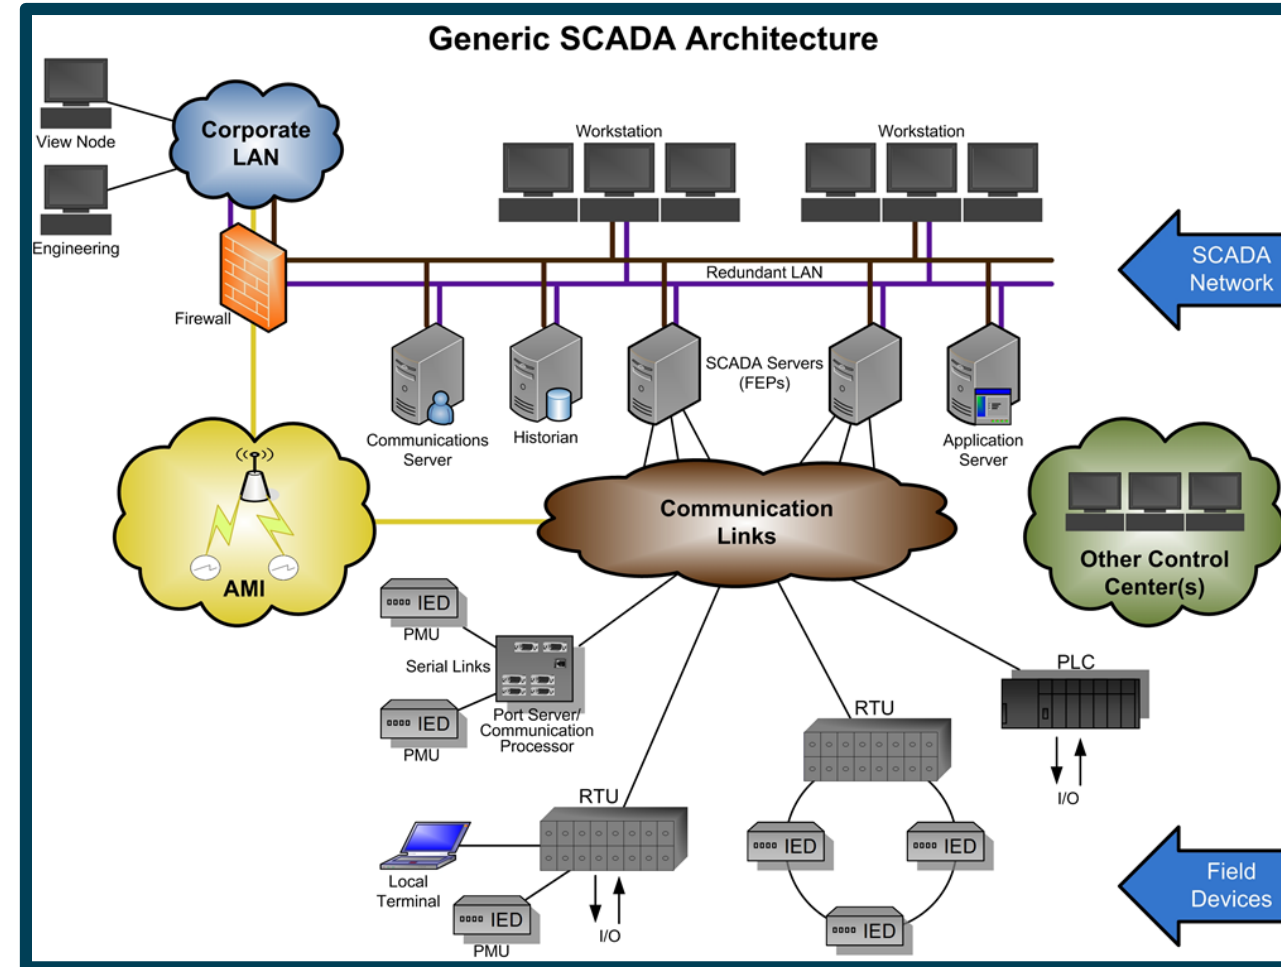 Generic SCADA Architecture
View Node
Corporate
LAN
Engineering
Workstation
Workstation
SCADA
Network
Redundant LAN
Firewall
Communications
Server
Historian
SCADA Servers
(FEPs)
Application
Server
AMI
Communication
Links
Other Control
Center(s)
IED
PMU
Serial Links
IED
PMU
Port Server/
Communication
Processor
RTU
PLC
I/O
RTU
IED
IED
IED
Local
Terminal
IED
PMU
I/O
Field
Devices